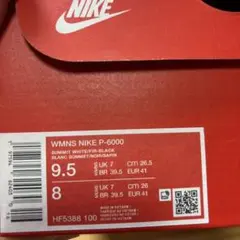 NIKE
WMNS NIKE P-6000
SUMMIT WHITE/FIR-BLACK
BLANC SOMMET/NOIR/SAPIN
9.5
UK 7
BR 39.5
cm 26.5
EUR 41
8
UK 7
BR 39.5
cm 26
EUR 41
HF5388 100